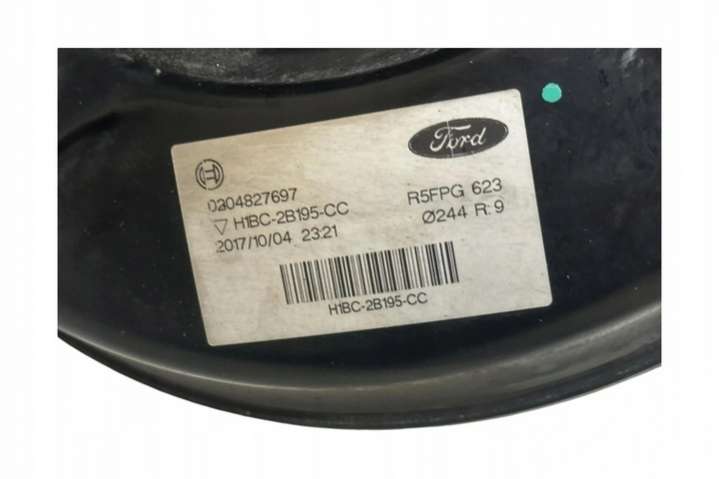 Ford
0204827697
R5FPG 623
H1BC-2B195-CC
Ø244 R:9
2017/10/04 23:21
H1BC-2B195-CC